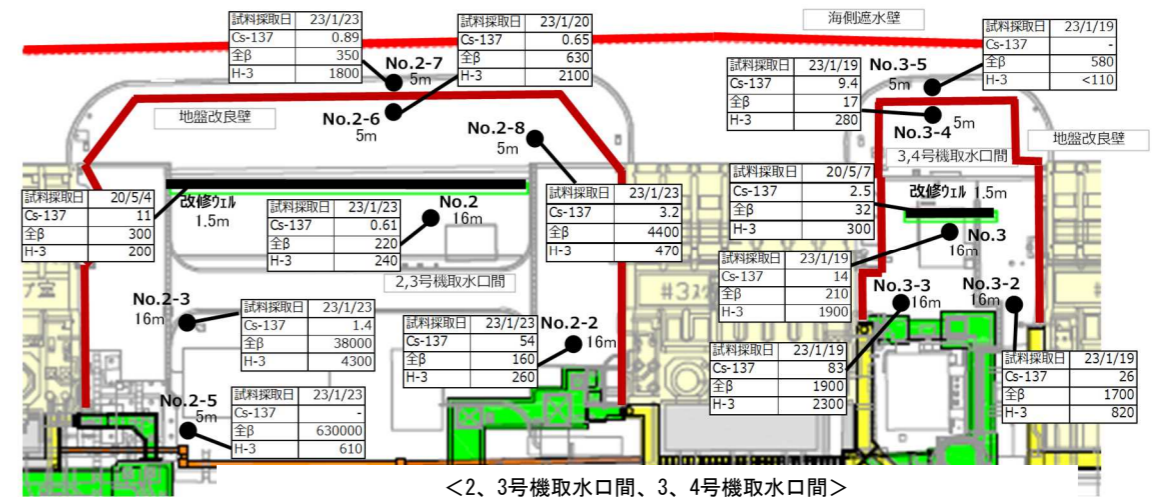 海側遮水壁
試料採取日 23/1/23
Cs-137 0.89
全β 350
H-3 1800
試料採取日 23/1/20
Cs-137 0.65
全β 630
H-3 2100
試料採取日 23/1/19
Cs-137 -
全β 580
H-3 <110
試料採取日 23/1/19
Cs-137 9.4
全β 17
H-3 280
No.2-7
5m
No.3-5
5m
地盤改良壁
No.2-6
5m
No.2-8
5m
No.3-4
5m
地盤改良壁
3,4号機取水口間
試料採取日 20/5/4
Cs-137 11
全β 300
H-3 200
改修ウェル
1.5m
試料採取日 23/1/23
Cs-137 0.61
全β 220
H-3 240
No.2
16m
試料採取日 23/1/23
Cs-137 3.2
全β 4400
H-3 470
試料採取日 20/5/7
Cs-137 2.5
全β 32
H-3 300
改修ウェル 1.5m
No.3
16m
2,3号機取水口間
試料採取日 23/1/19
Cs-137 14
全β 210
H-3 1900
No.2-3
16m
試料採取日 23/1/23
Cs-137 1.4
全β 38000
H-3 4300
試料採取日 23/1/23
Cs-137 54
全β 160
H-3 260
No.2-2
16m
#3ス
No.3-3
16m
No.3-2
16m
試料採取日 23/1/19
Cs-137 83
全β 1900
H-3 2300
試料採取日 23/1/19
Cs-137 26
全β 1700
H-3 820
No.2-5
5m
試料採取日 23/1/23
Cs-137 -
全β 630000
H-3 610
<2、3号機取水口間、3、4号機取水口間>